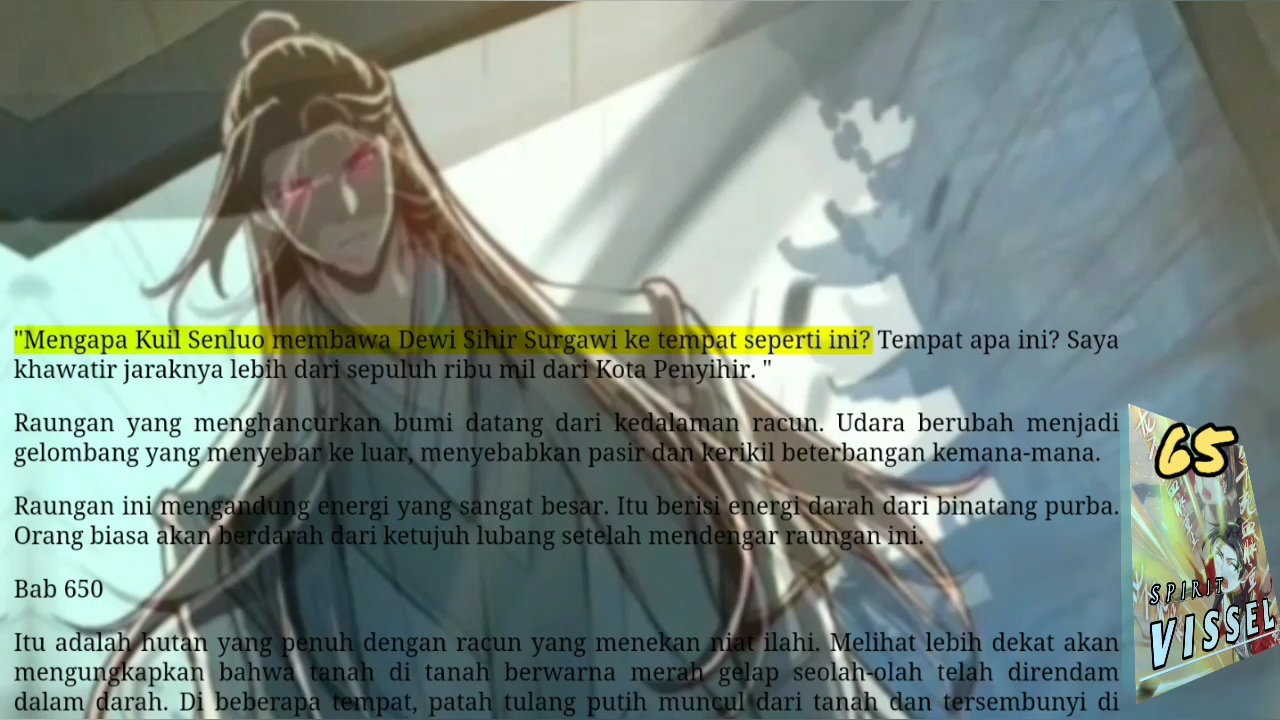 "Mengapa Kuil Senluo membawa Dewi Sihir Surgawi ke tempat seperti ini? Tempat apa ini? Saya
khawatir jaraknya lebih dari sepuluh ribu mil dari Kota Penyihir. "
Raungan yang menghancurkan bumi datang dari kedalaman racun. Udara berubah menjadi
gelombang yang menyebar ke luar, menyebabkan pasir dan kerikil beterbangan kemana-mana.
Raungan ini mengandung energi yang sangat besar. Itu berisi energi darah dari binatang purba.
Orang biasa akan berdarah dari ketujuh lubang setelah mendengar raungan ini.
Bab 650
Itu adalah hutan yang penuh dengan racun yang menekan niat ilahi. Melihat lebih dekat akan
mengungkapkan bahwa tanah di tanah berwarna merah gelap seolah-olah telah direndam
dalam darah. Di beberapa tempat, patah tulang putih muncul dari tanah dan tersembunyi di
65
SPIRIT
VISSEL